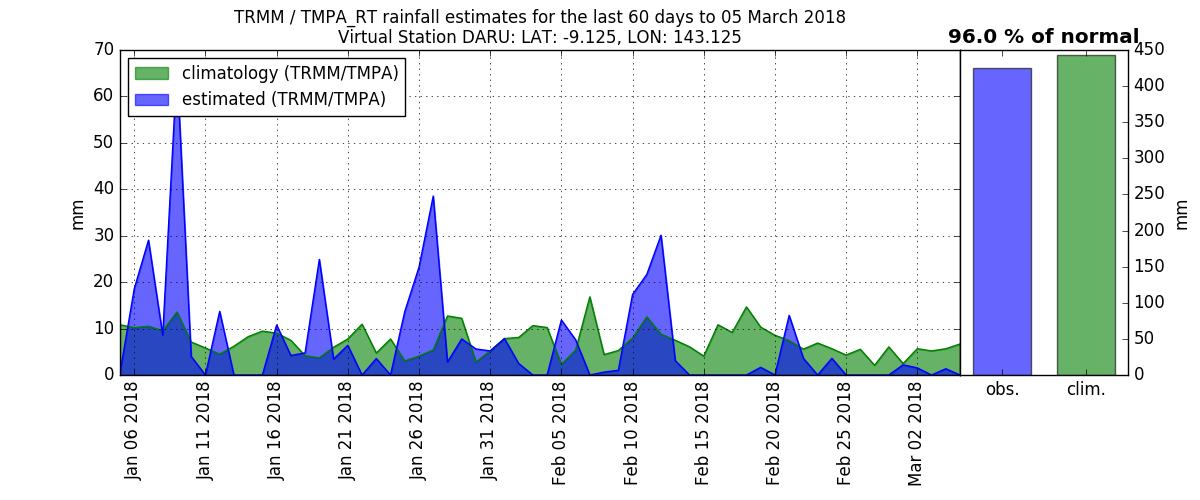 TRMM / TMPA_RT rainfall estimates for the last 60 days to 05 March 2018
Virtual Station DARU: LAT: -9.125, LON: 143.125
96.0 % of normal
climatology (TRMM/TMPA)
estimated (TRMM/TMPA)
mm
70
60
50
40
30
20
10
0
Jan 06 2018
Jan 11 2018
Jan 16 2018
Jan 21 2018
Jan 26 2018
Jan 31 2018
Feb 05 2018
Feb 10 2018
Feb 15 2018
Feb 20 2018
Feb 25 2018
Mar 02 2018
obs.
clim.
450
400
350
300
250
200
150
100
50
0
mm